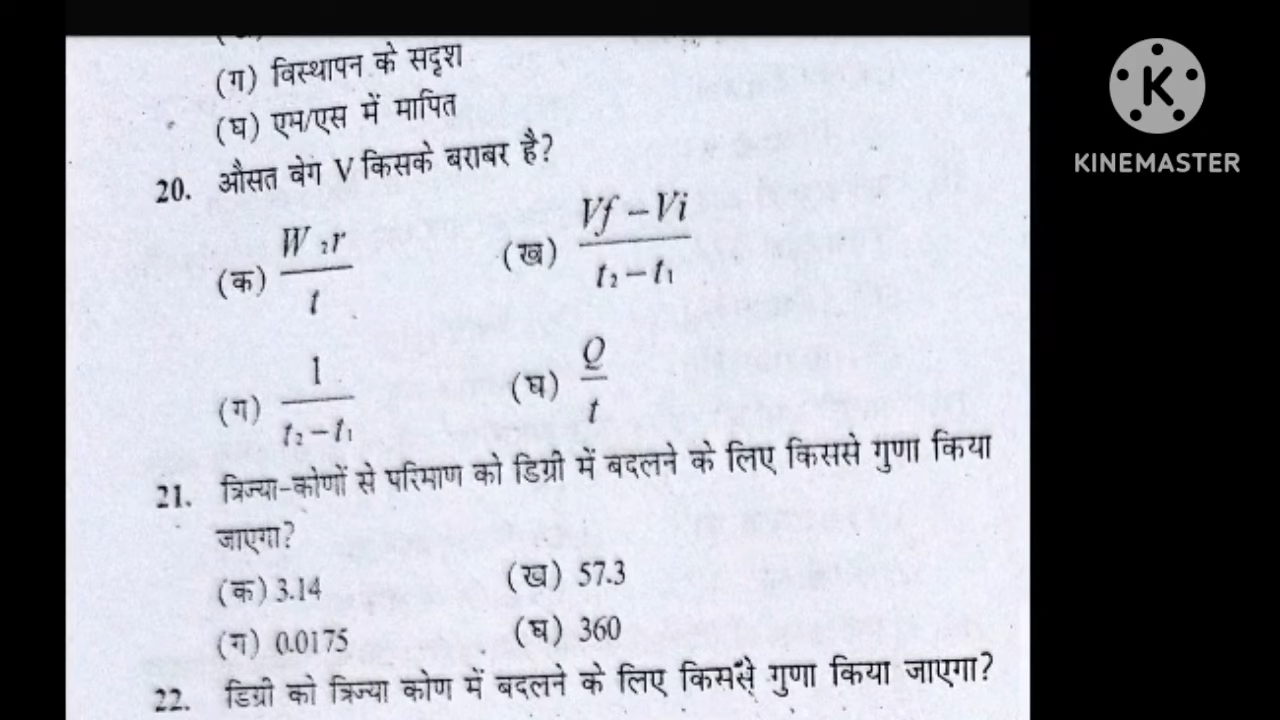 (ग) विस्थापन के सदृश
(घ) एम/एस में मापित
20. औसत वेग V किसके बराबर है?
(क) W ₂r / t (ख) Vf – Vi / t₂ – t₁
(ग) 1 / t₂ – t₁ (घ) Q / t
21. त्रिज्या-कोणों से परिमाण को डिग्री में बदलने के लिए किससे गुणा किया
जाएगा?
(क) 3.14 (ख) 57.3
(ग) 0.0175 (घ) 360
22. डिग्री को त्रिज्या कोण में बदलने के लिए किससे गुणा किया जाएगा?
K
KINEMASTER